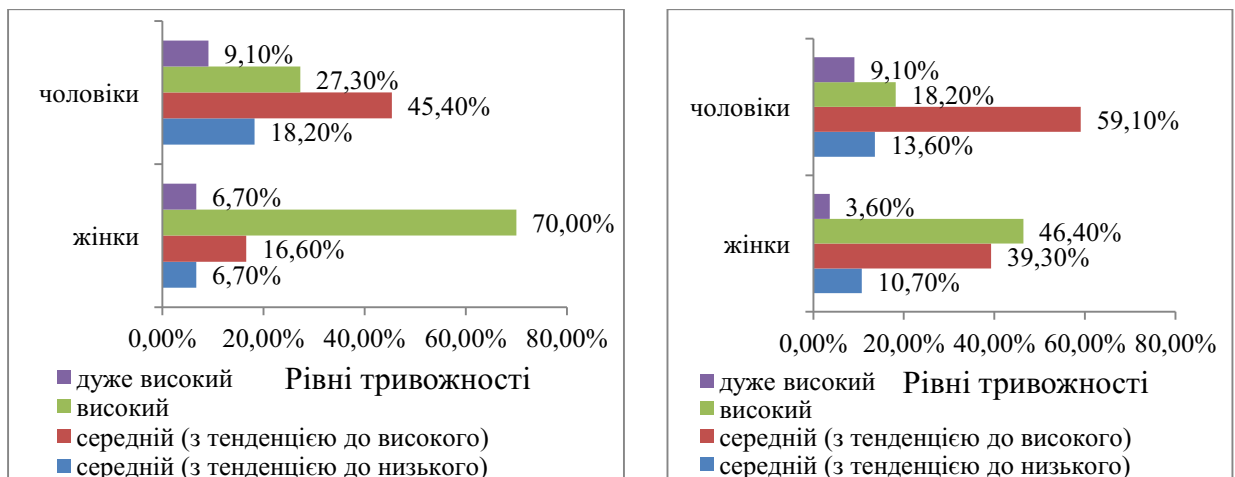 чоловіки
9,10%
27,30%
45,40%
18,20%
жінки
6,70%
70,00%
16,60%
6,70%
0,00% 20,00% 40,00% 60,00% 80,00%
Рівні тривожності
дуже високий
високий
середній (з тенденцією до високого)
середній (з тенденцією до низького)
чоловіки
9,10%
18,20%
59,10%
13,60%
жінки
3,60%
46,40%
39,30%
10,70%
0,00% 20,00% 40,00% 60,00% 80,00%
Рівні тривожності
дуже високий
високий
середній (з тенденцією до високого)
середній (з тенденцією до низького)